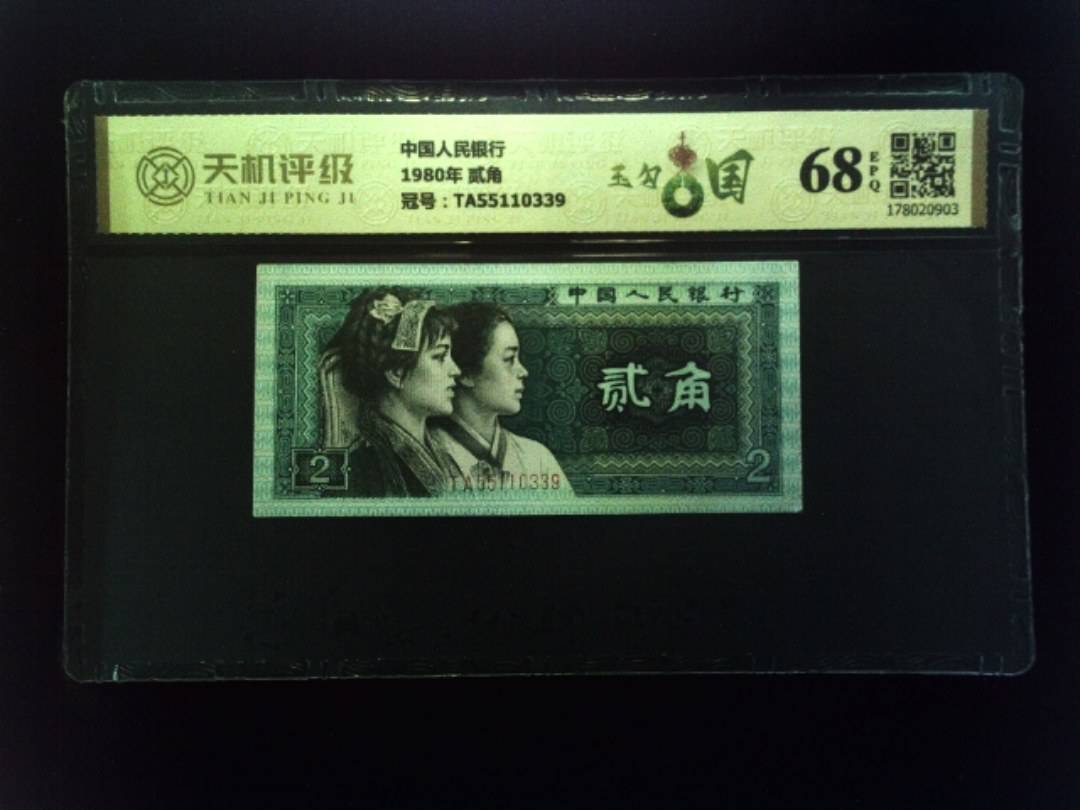 天机评级
TIAN JI PING JI
中国人民银行
1980年 贰角
冠号：TA55110339
玉勾国
68
EPQ
178020903
中国人民银行
贰角
2
2
TA55110339